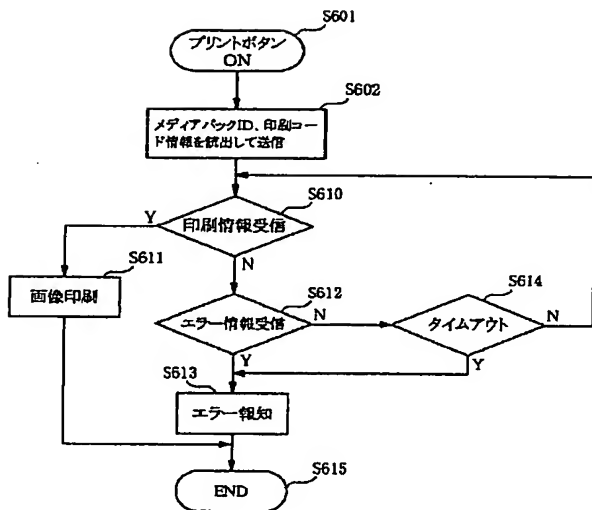 S601
プリントボタン
ON
S602
メディアパックID、印刷コー
ド情報を読出して送信
S610
印刷情報受信
Y
N
S611
画像印刷
S612
エラー情報受信
N
Y
S614
タイムアウト
N
Y
S613
エラー報知
S615
END